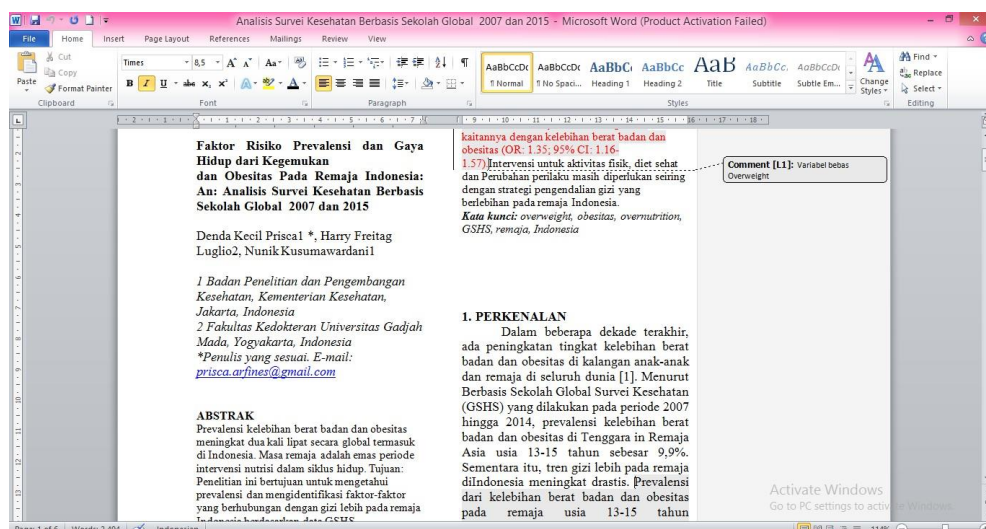 Analisis Survei Kesehatan Berbasis Sekolah Global 2007 dan 2015 - Microsoft Word (Product Activation Failed)
File Home Insert Page Layout References Mailings Review View
Paste
Cut
Copy
Format Painter
Clipboard
Times 8,5
Font
Paragraph
AaBbCcDc AaBbCcDc AaBbC AaBbCc AaB AaBbCc. AaBbCcDc
¶ Normal ¶ No Spaci... Heading 1 Heading 2 Title Subtitle Subtle Em...
Change Styles
Styles
Find
Replace
Select
Editing
Faktor Risiko Prevalensi dan Gaya
Hidup dari Kegemukan
dan Obesitas Pada Remaja Indonesia:
An: Analisis Survei Kesehatan Berbasis
Sekolah Global 2007 dan 2015
Denda Kecil Prisca1 *, Harry Freitag
Luglio2, Nunik Kusumawardani1
1 Badan Penelitian dan Pengembangan
Kesehatan, Kementerian Kesehatan,
Jakarta, Indonesia
2 Fakultas Kedokteran Universitas Gadjah
Mada, Yogyakarta, Indonesia
*Penulis yang sesuai. E-mail:
prisca.arfines@gmail.com
ABSTRAK
Prevalensi kelebihan berat badan dan obesitas
meningkat dua kali lipat secara global termasuk
di Indonesia. Masa remaja adalah emas periode
intervensi nutrisi dalam siklus hidup. Tujuan:
Penelitian ini bertujuan untuk mengetahui
prevalensi dan mengidentifikasi faktor-faktor
yang berhubungan dengan gizi lebih pada remaja
Indonesia berdasarkan data GSHS
kaitannya dengan kelebihan berat badan dan
obesitas (OR: 1.35; 95% CI: 1.16-
1.57).Intervensi untuk aktivitas fisik, diet sehat
dan Perubahan perilaku masih diperlukan seiring
dengan strategi pengendalian gizi yang
berlebihan pada remaja Indonesia.
Kata kunci: overweight, obesitas, overnutrition,
GSHS, remaja, Indonesia
1. PERKENALAN
Dalam beberapa dekade terakhir,
ada peningkatan tingkat kelebihan berat
badan dan obesitas di kalangan anak-anak
dan remaja di seluruh dunia [1]. Menurut
Berbasis Sekolah Global Survei Kesehatan
(GSHS) yang dilakukan pada periode 2007
hingga 2014, prevalensi kelebihan berat
badan dan obesitas di Tenggara in Remaja
Asia usia 13-15 tahun sebesar 9,9%.
Sementara itu, tren gizi lebih pada remaja
diIndonesia meningkat drastis. Prevalensi
dari kelebihan berat badan dan obesitas
pada remaja usia 13-15 tahun
Comment [L1]: Variabel bebas
Overweight
Activate Windows
Go to PC settings to activate Windows.
Page: 1 of 6 Words: 2.494 Indonesian 114%